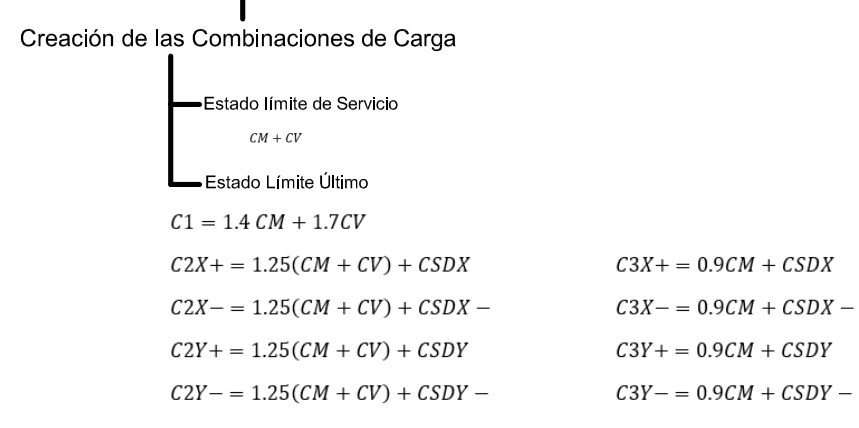 Creación de las Combinaciones de Carga
Estado límite de Servicio
CM + CV
Estado Límite Último
C1 = 1.4 CM + 1.7CV
C2X+ = 1.25(CM + CV) + CSDX
C2X− = 1.25(CM + CV) + CSDX −
C2Y+ = 1.25(CM + CV) + CSDY
C2Y− = 1.25(CM + CV) + CSDY −
C3X+ = 0.9CM + CSDX
C3X− = 0.9CM + CSDX −
C3Y+ = 0.9CM + CSDY
C3Y− = 0.9CM + CSDY −